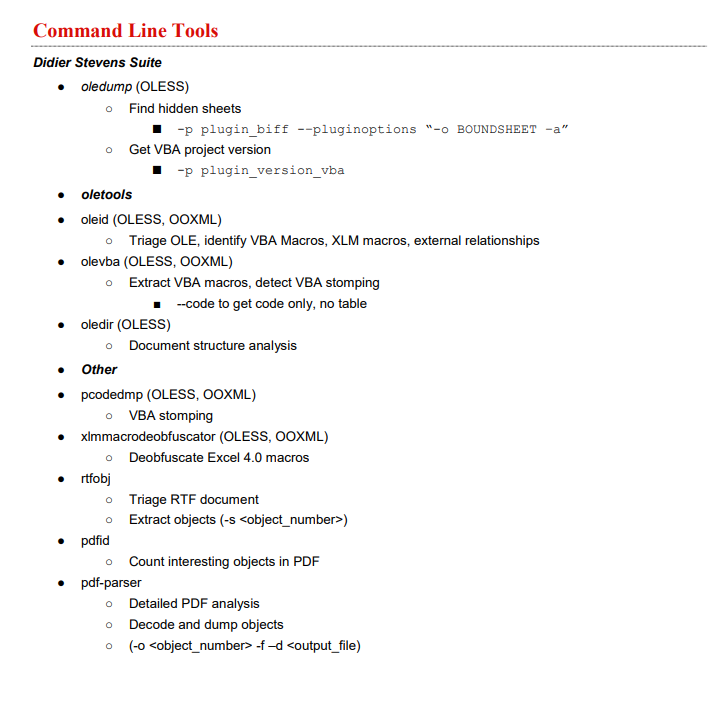 Command Line Tools
Didier Stevens Suite
● oledump (OLESS)
○ Find hidden sheets
■ -p plugin_biff --pluginoptions “-o BOUNDSHEET -a”
○ Get VBA project version
■ -p plugin_version_vba
● oletools
● oleid (OLESS, OOXML)
○ Triage OLE, identify VBA Macros, XLM macros, external relationships
● olevba (OLESS, OOXML)
○ Extract VBA macros, detect VBA stomping
■ --code to get code only, no table
● oledir (OLESS)
○ Document structure analysis
● Other
● pcodedmp (OLESS, OOXML)
○ VBA stomping
● xlmmacrodeobfuscator (OLESS, OOXML)
○ Deobfuscate Excel 4.0 macros
● rtfobj
○ Triage RTF document
○ Extract objects (-s <object_number>)
● pdfid
○ Count interesting objects in PDF
● pdf-parser
○ Detailed PDF analysis
○ Decode and dump objects
○ (-o <object_number> -f –d <output_file)